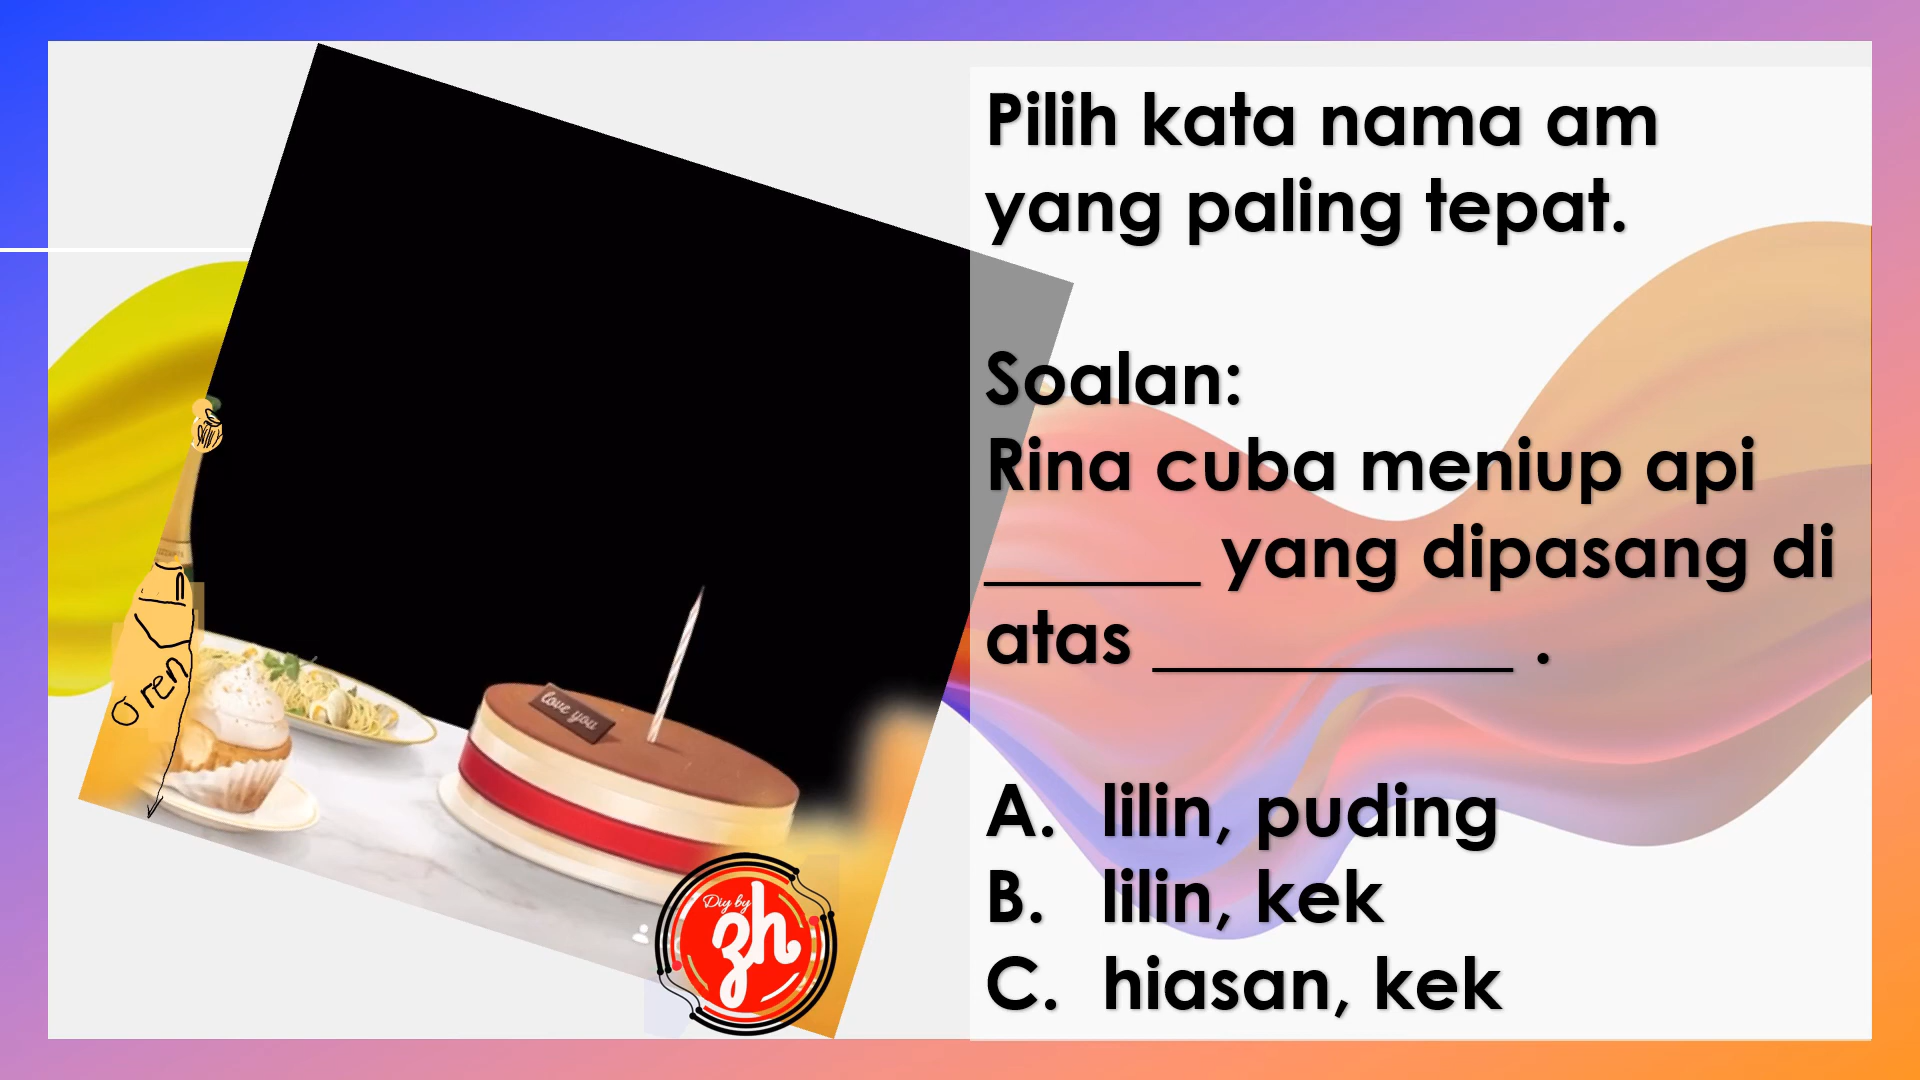 Pilih kata nama am
yang paling tepat.
Soalan:
Rina cuba meniup api
______ yang dipasang di
atas __________ .
A. lilin, puding
B. lilin, kek
C. hiasan, kek
Oren
love you
Diy by
zh